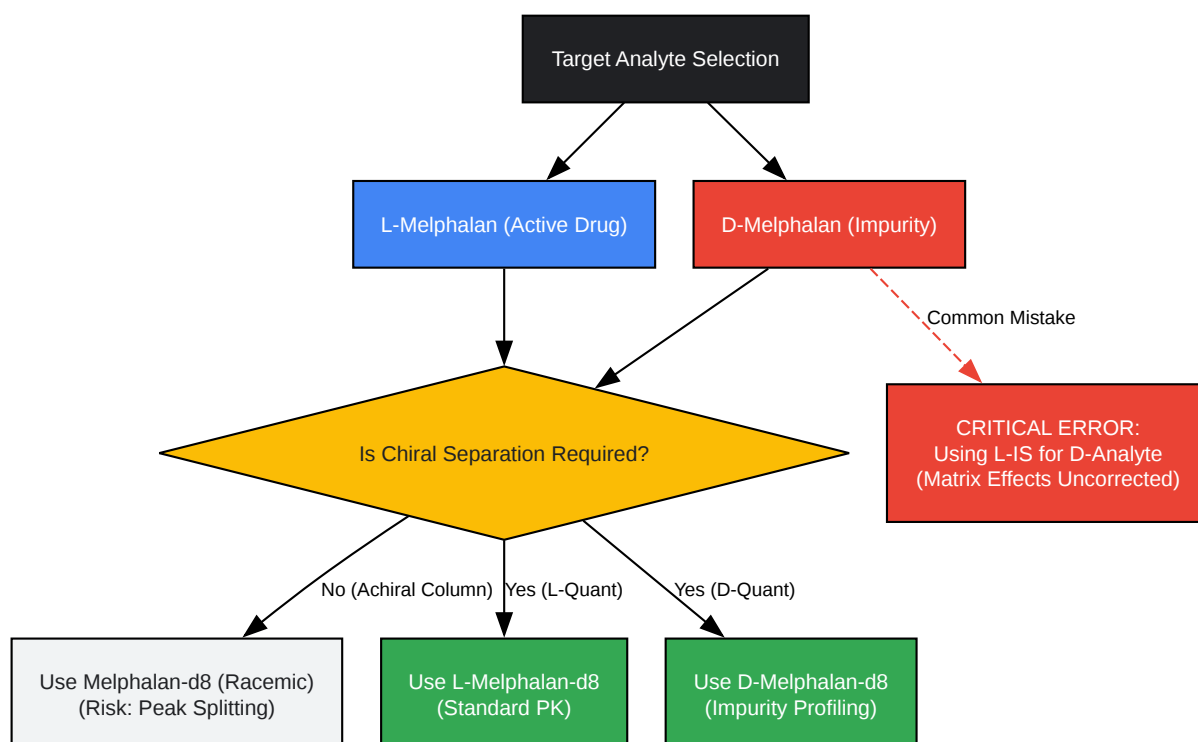 Target Analyte Selection
L-Melphalan (Active Drug)
D-Melphalan (Impurity)
Common Mistake
CRITICAL ERROR:
Using L-IS for D-Analyte
(Matrix Effects Uncorrected)
Is Chiral Separation Required?
No (Achiral Column)
Yes (L-Quant)
Yes (D-Quant)
Use Melphalan-d8 (Racemic)
(Risk: Peak Splitting)
Use L-Melphalan-d8
(Standard PK)
Use D-Melphalan-d8
(Impurity Profiling)